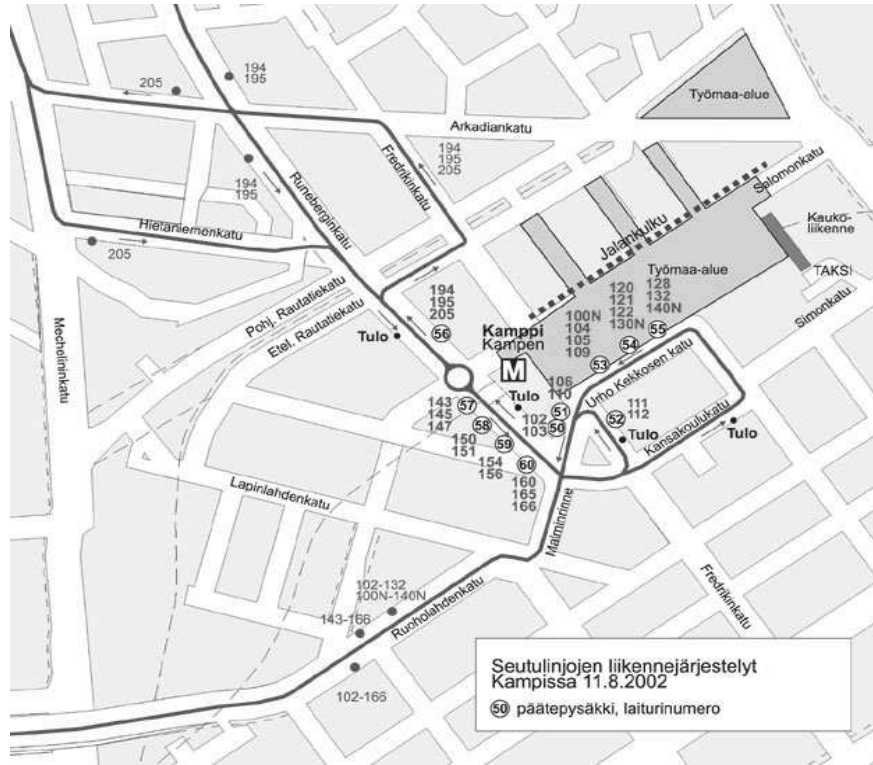 205
194
195
Arkadiankatu
Työmaa-alue
194
195
205
Fredrikinkatu
194
195
Runeberginkatu
Salomonkatu
Hietaniemenkatu
205
Jalankulku
Kauko-
liikenne
TAKSI
Työmaa-alue
Simonkatu
Mechelininkatu
Pohj. Rautatiekatu
Etel. Rautatiekatu
194
195
205
56
Tulo
Kamppi
Kampen
M
100N
104
105
109
120
121
122
130N
128
132
140N
53
54
55
Urho Kekkosen katu
Tulo
106
110
51
102
103
50
52
111
112
Tulo
Kansakoulukatu
Tulo
143
145
147
57
58
150
151
59
154
156
60
160
165
166
Lapinlahdenkatu
Malminrinne
Fredrikinkatu
102-132
100N-140N
143-166
Ruoholahdenkatu
102-166
Seutulinjojen liikennejärjestelyt
Kampissa 11.8.2002
50 päätepysäkki, laiturinumero